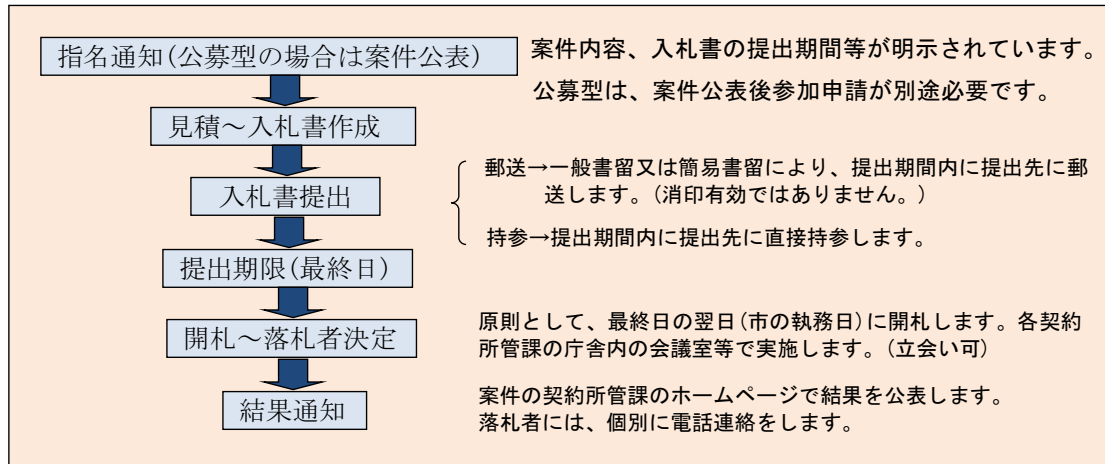 指名通知(公募型の場合は案件公表)
案件内容、入札書の提出期間等が明示されています。
公募型は、案件公表後参加申請が別途必要です。
見積～入札書作成
入札書提出
郵送→一般書留又は簡易書留により、提出期間内に提出先に郵
送します。(消印有効ではありません。)
持参→提出期間内に提出先に直接持参します。
提出期限(最終日)
開札～落札者決定
原則として、最終日の翌日(市の執務日)に開札します。各契約
所管課の庁舎内の会議室等で実施します。(立会い可)
結果通知
案件の契約所管課のホームページで結果を公表します。
落札者には、個別に電話連絡をします。